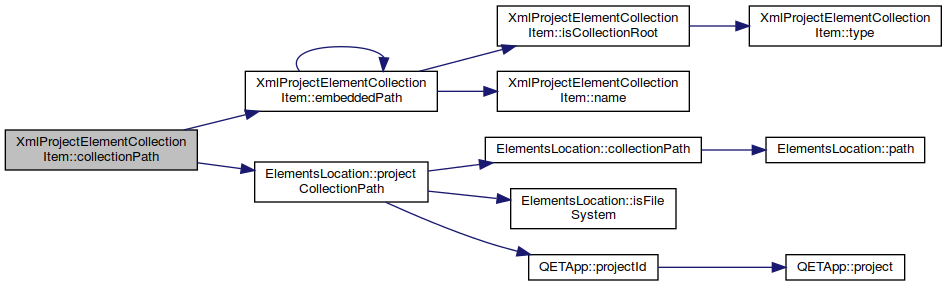 XmlProjectElementCollection
Item::collectionPath
XmlProjectElementCollection
Item::embeddedPath
XmlProjectElementCollection
Item::isCollectionRoot
XmlProjectElementCollection
Item::type
XmlProjectElementCollection
Item::name
ElementsLocation::project
CollectionPath
ElementsLocation::collectionPath
ElementsLocation::path
ElementsLocation::isFile
System
QETApp::projectId
QETApp::project